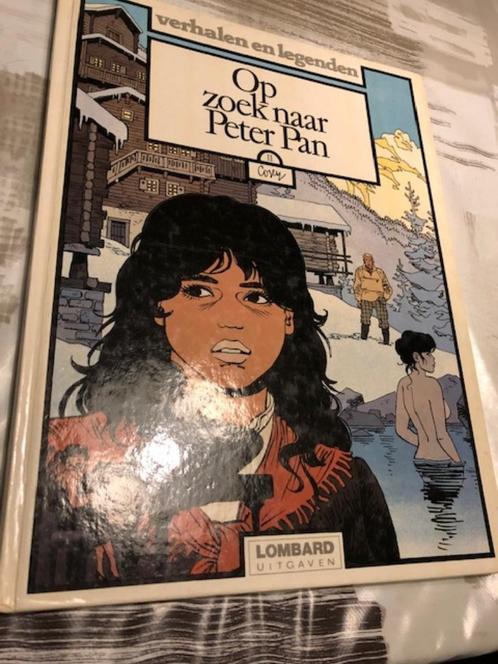 verhalen en legenden
Op
zoek naar
Peter Pan
II
Cosey
LOMBARD
UITGAVEN